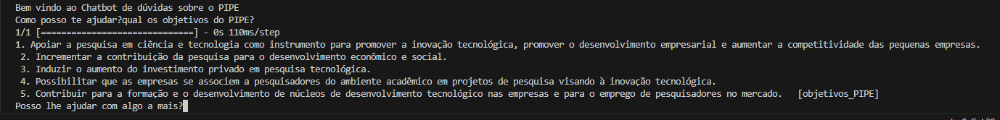 Bem vindo ao Chatbot de dúvidas sobre o PIPE
Como posso te ajudar?qual os objetivos do PIPE?
1/1 [==============================] - 0s 110ms/step
1. Apoiar a pesquisa em ciência e tecnologia como instrumento para promover a inovação tecnológica, promover o desenvolvimento empresarial e aumentar a competitividade das pequenas empresas.
2. Incrementar a contribuição da pesquisa para o desenvolvimento econômico e social.
3. Induzir o aumento do investimento privado em pesquisa tecnológica.
4. Possibilitar que as empresas se associem a pesquisadores do ambiente acadêmico em projetos de pesquisa visando à inovação tecnológica.
5. Contribuir para a formação e o desenvolvimento de núcleos de desenvolvimento tecnológico nas empresas e para o emprego de pesquisadores no mercado.   [objetivos_PIPE]
Posso lhe ajudar com algo a mais?